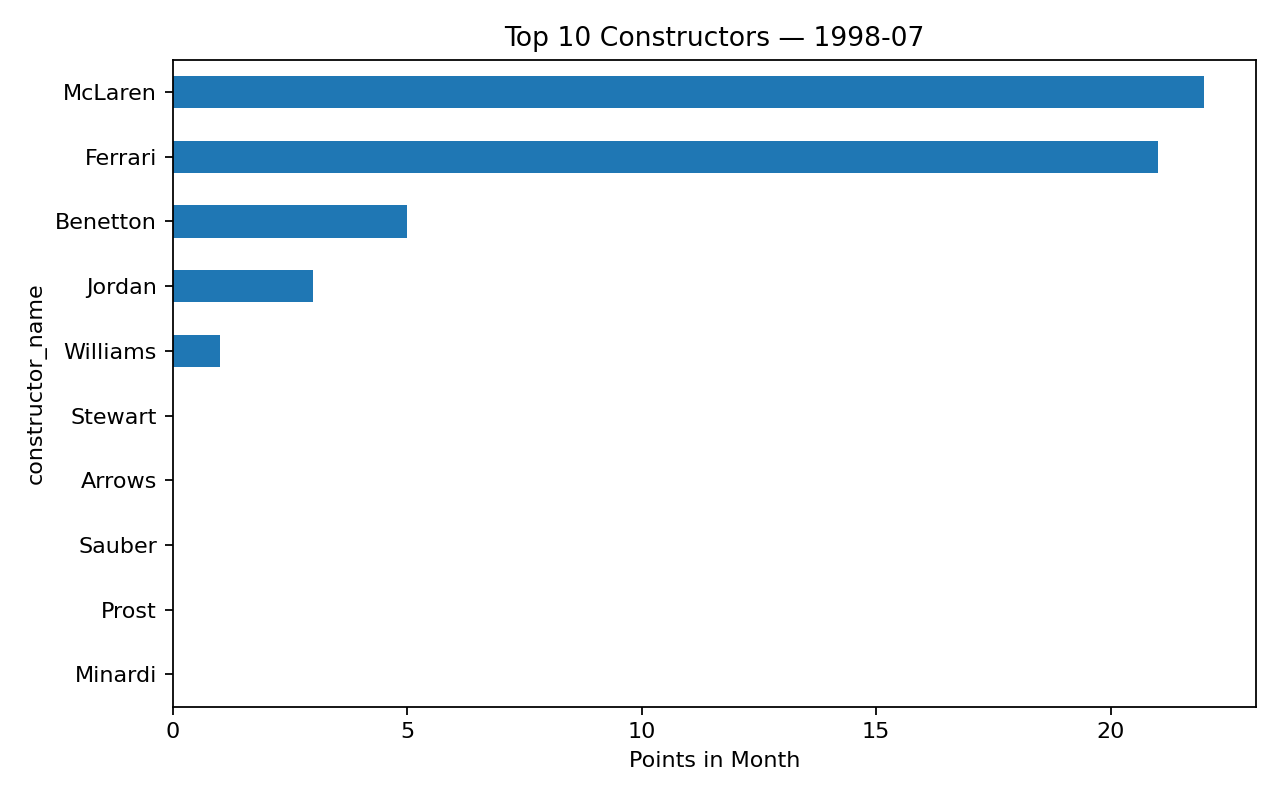 Top 10 Constructors — 1998-07
McLaren
Ferrari
Benetton
Jordan
Williams
Stewart
Arrows
Sauber
Prost
Minardi
constructor_name
0 5 10 15 20
Points in Month